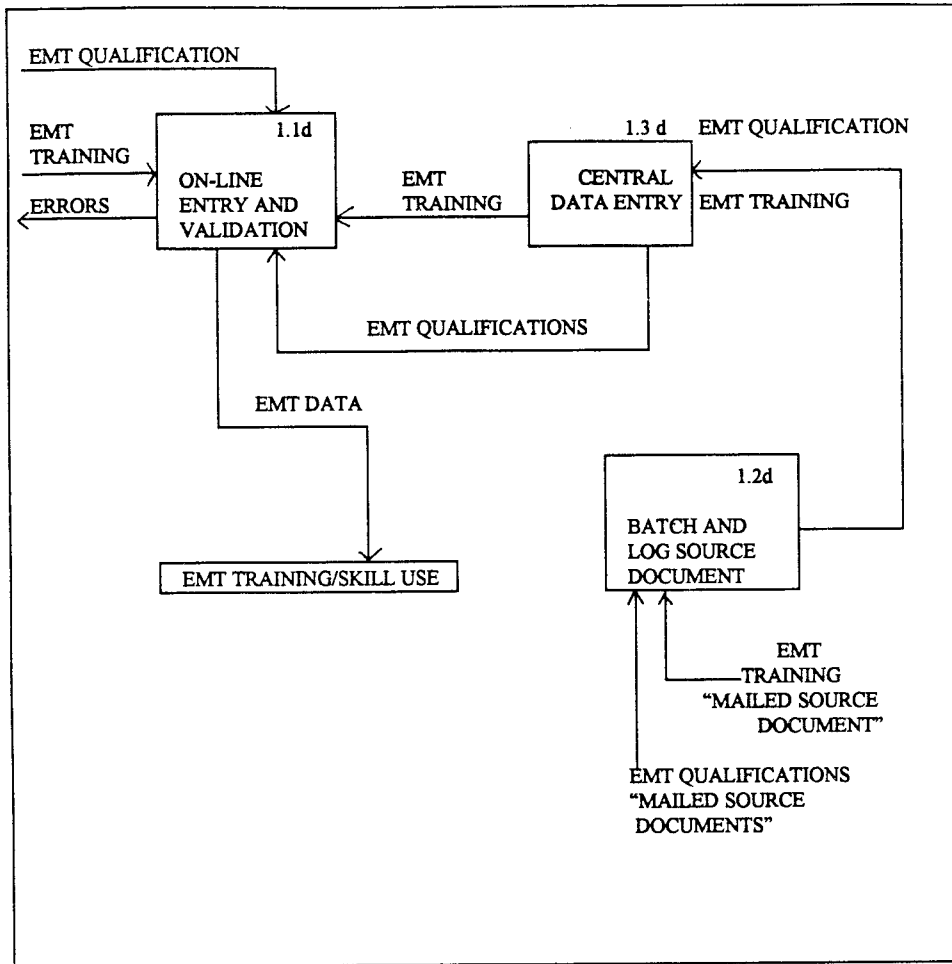 EMT QUALIFICATION
1.1d
EMT
TRAINING
ON-LINE
ENTRY AND
VALIDATION
ERRORS
EMT
TRAINING
1.3 d
CENTRAL
DATA ENTRY
EMT QUALIFICATION
EMT TRAINING
EMT QUALIFICATIONS
EMT DATA
EMT TRAINING/SKILL USE
1.2d
BATCH AND
LOG SOURCE
DOCUMENT
EMT
TRAINING
“MAILED SOURCE
DOCUMENT”
EMT QUALIFICATIONS
“MAILED SOURCE
DOCUMENTS”